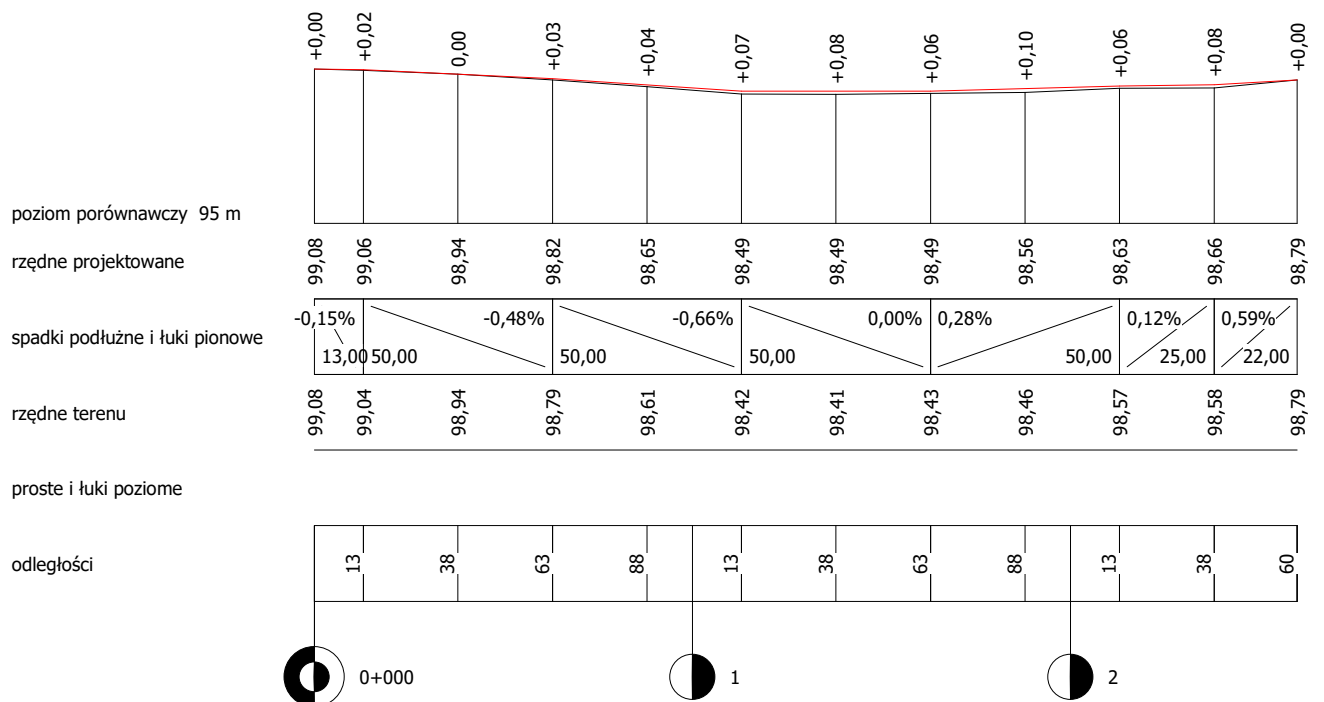 +0,00 +0,02 0,00 +0,03 +0,04 +0,07 +0,08 +0,06 +0,10 +0,06 +0,08 +0,00
poziom porównawczy 95 m
rzędne projektowane 99,08 99,06 98,94 98,82 98,65 98,49 98,49 98,49 98,56 98,63 98,66 98,79
-0,15% -0,48% -0,66% 0,00% 0,28% 0,12% 0,59%
spadki podłużne i łuki pionowe
13,00 50,00 50,00 50,00 50,00 25,00 22,00
rzędne terenu 99,08 99,04 98,94 98,79 98,61 98,42 98,41 98,43 98,46 98,57 98,58 98,79
proste i łuki poziome
odległości 13 38 63 88 13 38 63 88 13 38 60
0+000 1 2